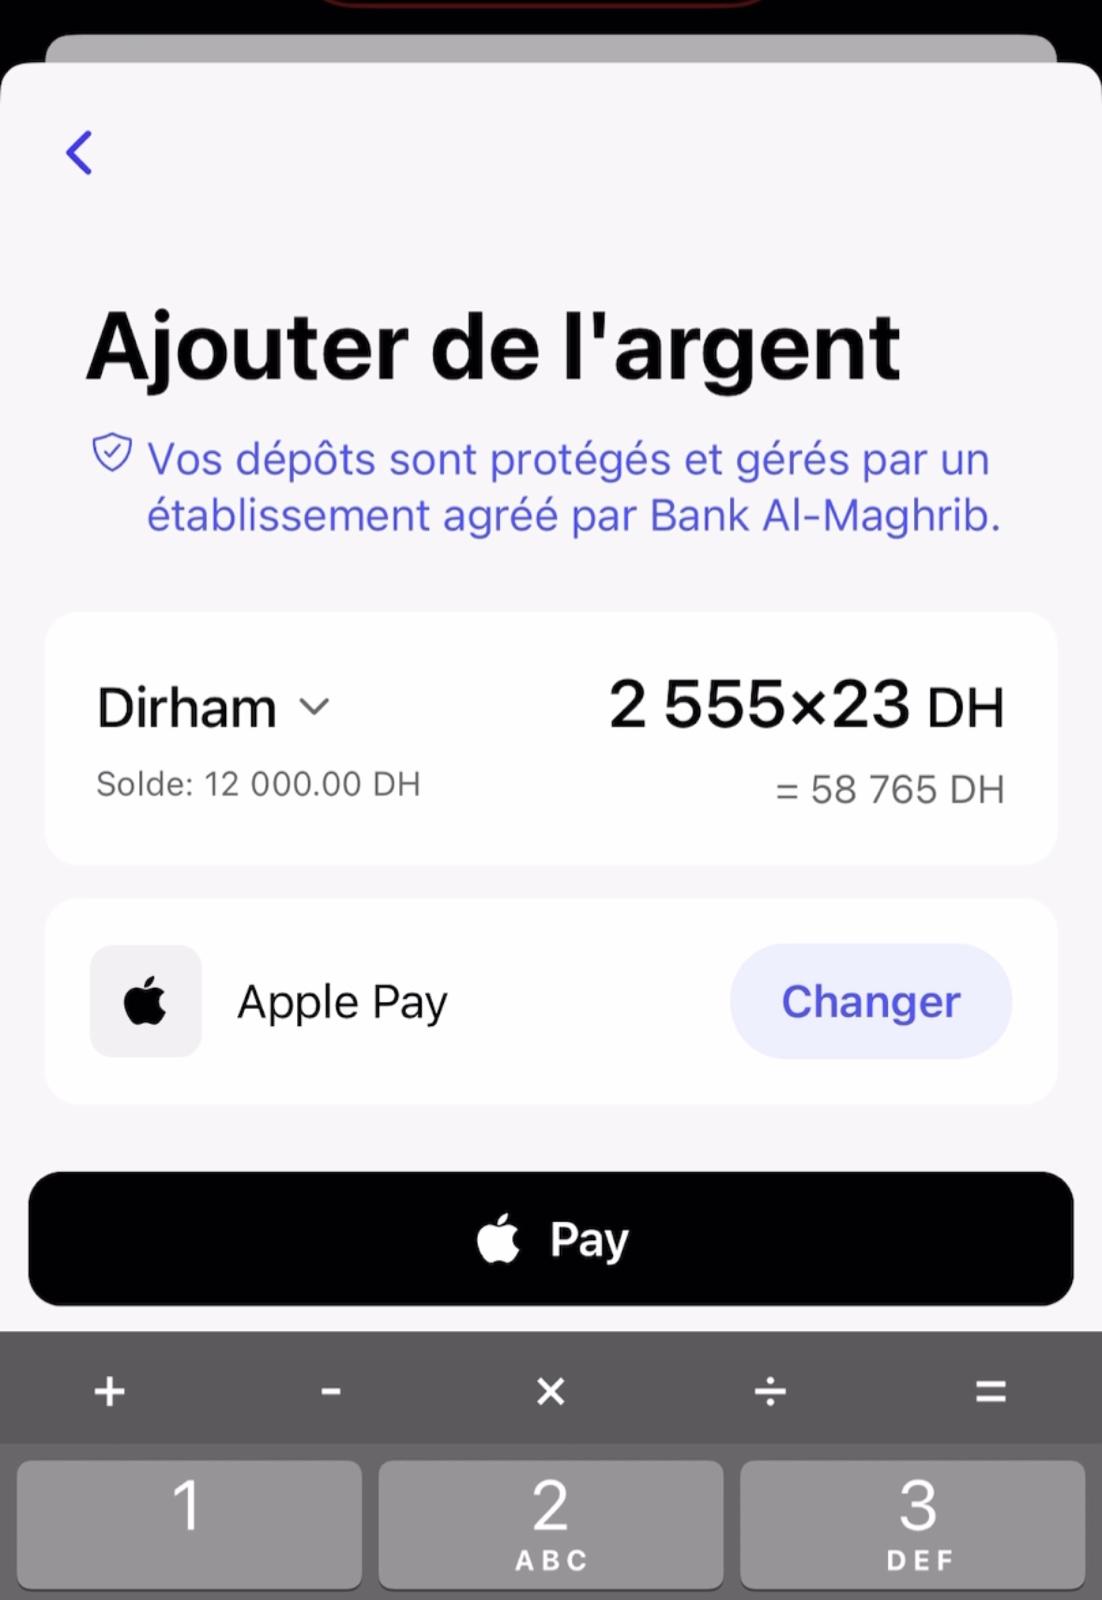 Ajouter de l'argent
Vos dépôts sont protégés et gérés par un
établissement agréé par Bank Al-Maghrib.
Dirham
2 555×23 DH
Solde: 12 000.00 DH
= 58 765 DH
Apple Pay
Changer
Pay
+ - × ÷ =
1 2 3
ABC DEF